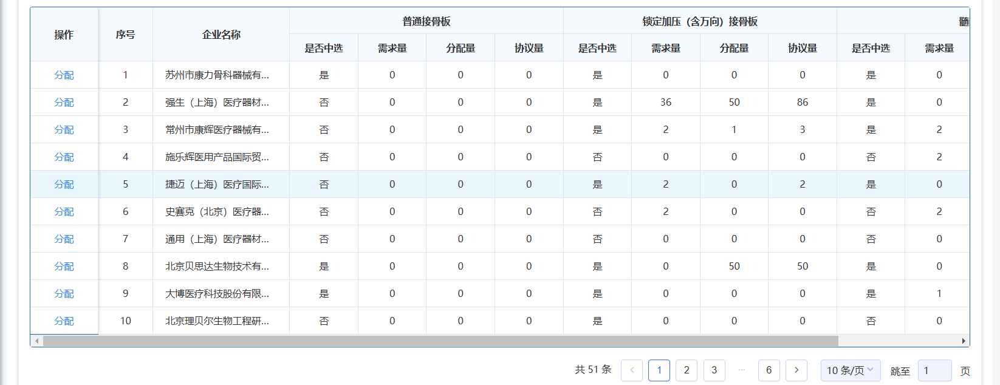 操作 序号 企业名称 普通接骨板 锁定加压（含万向）接骨板 髓
是否中选 需求量 分配量 协议量 是否中选 需求量 分配量 协议量 是否中选 需求量
分配 1 苏州市康力骨科器械有... 是 0 0 0 是 0 0 0 是 0
分配 2 强生（上海）医疗器材... 否 0 0 0 是 36 50 86 是 0
分配 3 常州市康辉医疗器械有... 否 0 0 0 是 2 1 3 是 2
分配 4 施乐辉医用产品国际贸... 否 0 0 0 否 0 0 0 否 2
分配 5 捷迈（上海）医疗国际... 否 0 0 0 是 2 0 2 是 0
分配 6 史赛克（北京）医疗器... 否 0 0 0 否 2 0 0 否 2
分配 7 通用（上海）医疗器材... 否 0 0 0 否 0 0 0 否 0
分配 8 北京贝思达生物技术有... 是 0 0 0 是 0 50 50 是 0
分配 9 大博医疗科技股份有限... 是 0 0 0 是 0 0 0 是 1
分配 10 北京理贝尔生物工程研... 否 0 0 0 是 0 0 0 否 0
共 51 条 1 2 3 ··· 6 10 条/页 跳至 1 页